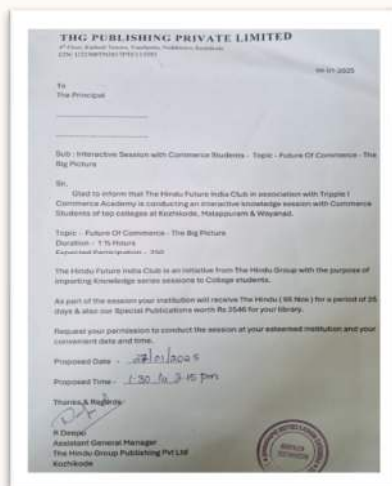 THG PUBLISHING PRIVATE LIMITED
4th Floor,
06-01-2025
To
The Principal
Sub : Interactive Session with Commerce Students - Topic - Future Of Commerce - The
Big Picture
Sir,
Glad to inform that The Hindu Future India Club in association with Tripple I
Commerce Academy is conducting an interactive knowledge session with Commerce
Students of top colleges at Kozhikode, Malappuram & Wayanad.
Topic - Future Of Commerce - The Big Picture
Duration - 1 ½ Hours
Expected Participation - 250
The Hindu Future India Club is an initiative from The Hindu Group with the purpose of
imparting Knowledge series sessions to College students.
As part of the session your institution will receive The Hindu ( Nos ) for a period of 25
days & also our Special Publications worth Rs 3546 for your library.
Request your permission to conduct the session at your esteemed institution and your
convenient date and time.
Proposed Date - 27/01/2025
Proposed Time - 1:30 to 3:15 pm
Thanks & Regards
R Deepu
Assistant General Manager
The Hindu Group Publishing Pvt Ltd
Kozhikode